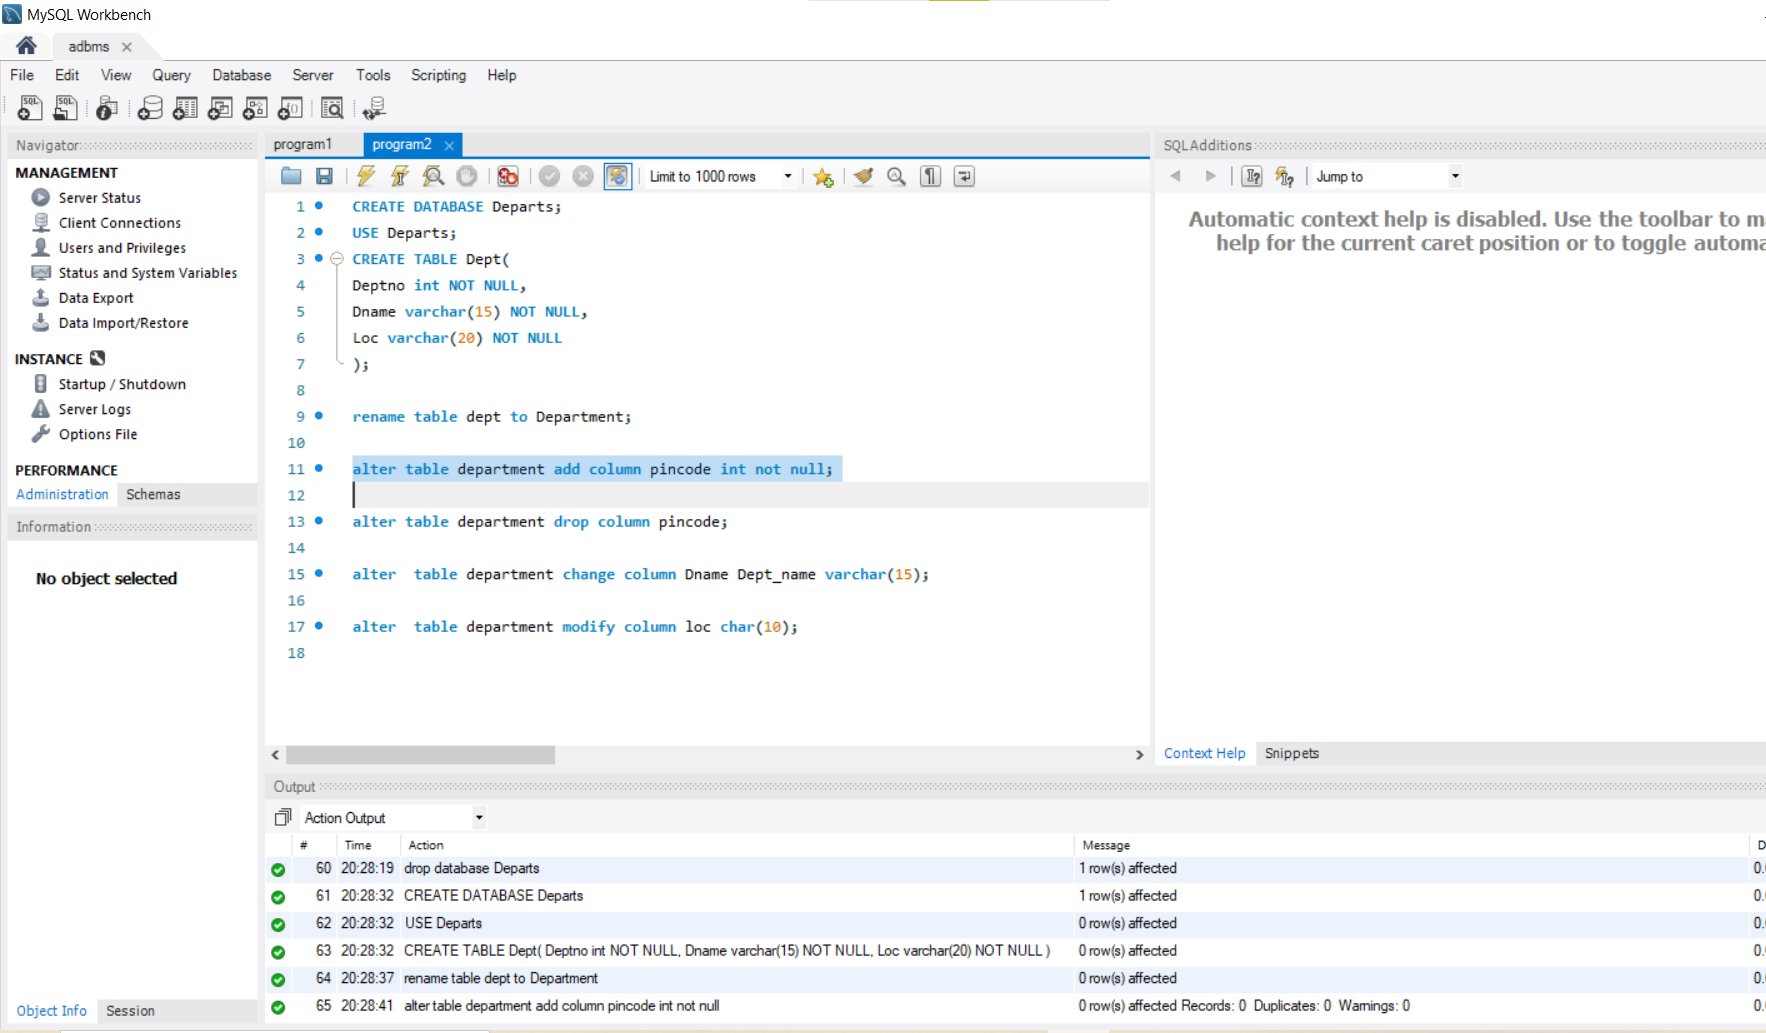 MySQL Workbench
adbms
File Edit View Query Database Server Tools Scripting Help
Navigator
MANAGEMENT
Server Status
Client Connections
Users and Privileges
Status and System Variables
Data Export
Data Import/Restore
INSTANCE
Startup / Shutdown
Server Logs
Options File
PERFORMANCE
Administration Schemas
Information
No object selected
Object Info Session
program1 program2
Limit to 1000 rows
1 CREATE DATABASE Departs;
2 USE Departs;
3 CREATE TABLE Dept(
4 Deptno int NOT NULL,
5 Dname varchar(15) NOT NULL,
6 Loc varchar(20) NOT NULL
7 );
8
9 rename table dept to Department;
10
11 alter table department add column pincode int not null;
12
13 alter table department drop column pincode;
14
15 alter  table department change column Dname Dept_name varchar(15);
16
17 alter  table department modify column loc char(10);
18
SQLAdditions
Jump to
Automatic context help is disabled. Use the toolbar to
help for the current caret position or to toggle
Context Help Snippets
Output
Action Output
# Time Action Message D
60 20:28:19 drop database Departs 1 row(s) affected 0.
61 20:28:32 CREATE DATABASE Departs 1 row(s) affected 0.
62 20:28:32 USE Departs 0 row(s) affected 0.
63 20:28:32 CREATE TABLE Dept( Deptno int NOT NULL, Dname varchar(15) NOT NULL, Loc varchar(20) NOT NULL ) 0 row(s) affected 0.
64 20:28:37 rename table dept to Department 0 row(s) affected 0.
65 20:28:41 alter table department add column pincode int not null 0 row(s) affected Records: 0  Duplicates: 0  Warnings: 0 0.